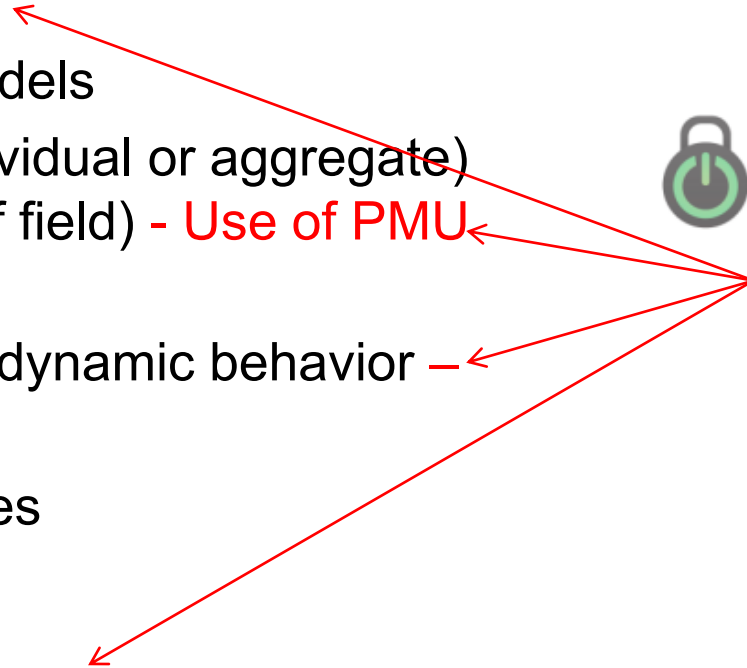 dels
vidual or aggregate)
f field) - Use of PMU
dynamic behavior –
es